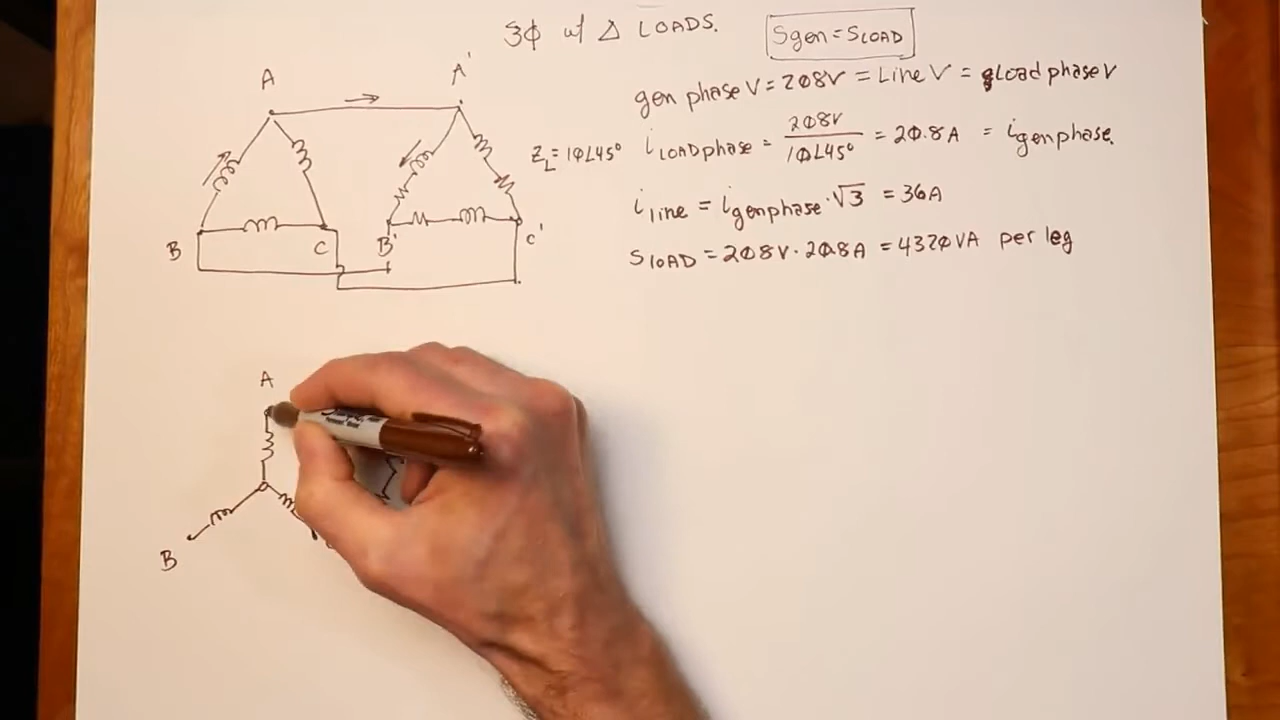 3Φ w/ Δ LOADS.
Sgen = SLOAD
gen phase V = 208V = Line V = Load phase V
iLOADphase = 208V / 10∠45° = 20.8A = igenphase.
ZL = 10∠45°
iline = igenphase · √3 = 36A
SLOAD = 208V · 20.8A = 4320VA per leg
A
A'
B
C
B'
C'
A
B